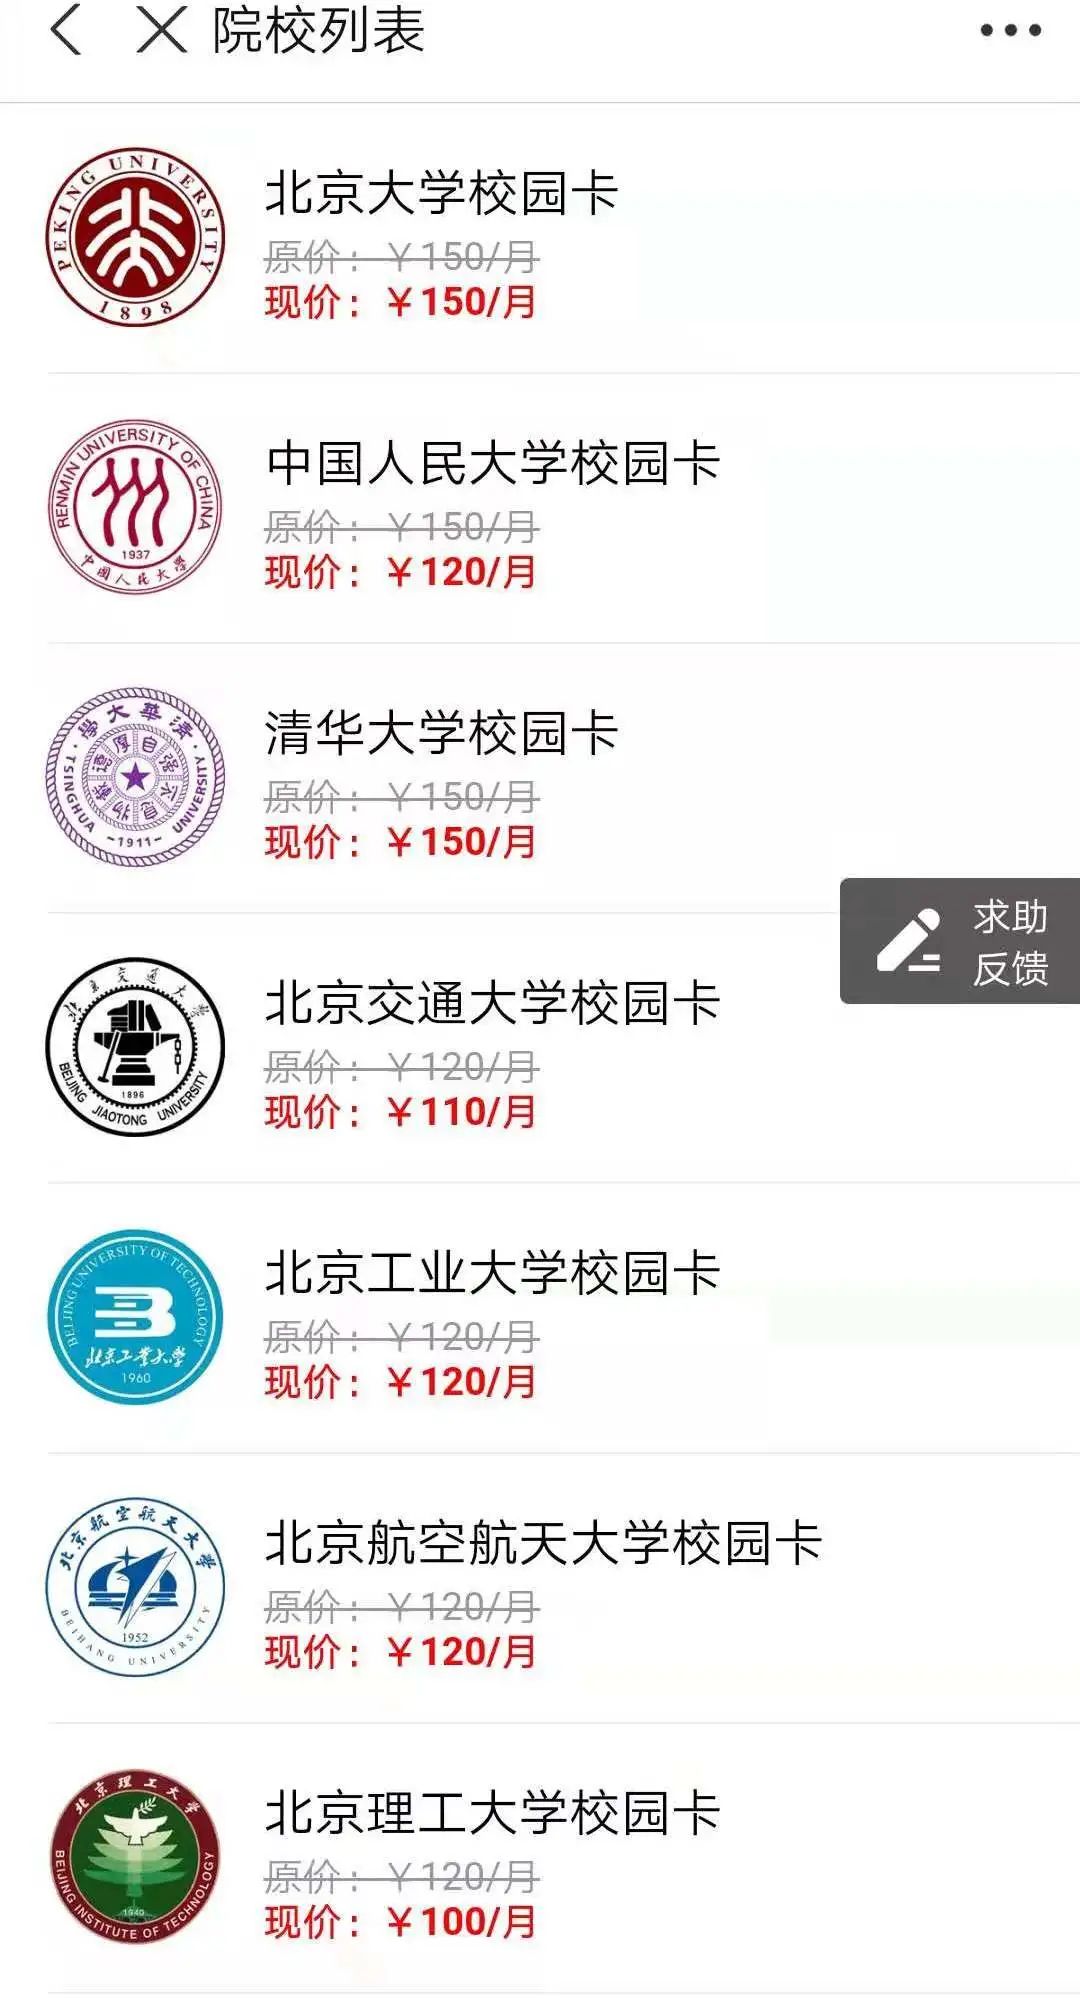 院校列表
PEKING UNIVERSITY
1898
北京大学校园卡
原价：￥150/月
现价：￥150/月
RENMIN UNIVERSITY OF CHINA
1937
中國人民大學
中国人民大学校园卡
原价：￥150/月
现价：￥120/月
學大華清
自强不息
厚德載物
TSINGHUA UNIVERSITY
-1911-
清华大学校园卡
原价：￥150/月
现价：￥150/月
求助
反馈
北京交通大學
1896
BEIJING JIAOTONG UNIVERSITY
北京交通大学校园卡
原价：￥120/月
现价：￥110/月
BEIJING UNIVERSITY OF TECHNOLOGY
北京工業大學
1960
北京工业大学校园卡
原价：￥120/月
现价：￥120/月
北京航空航天大學
1952
BEIHANG UNIVERSITY
北京航空航天大学校园卡
原价：￥120/月
现价：￥120/月
北京理工大学
1940
BEIJING INSTITUTE OF TECHNOLOGY
北京理工大学校园卡
原价：￥120/月
现价：￥100/月